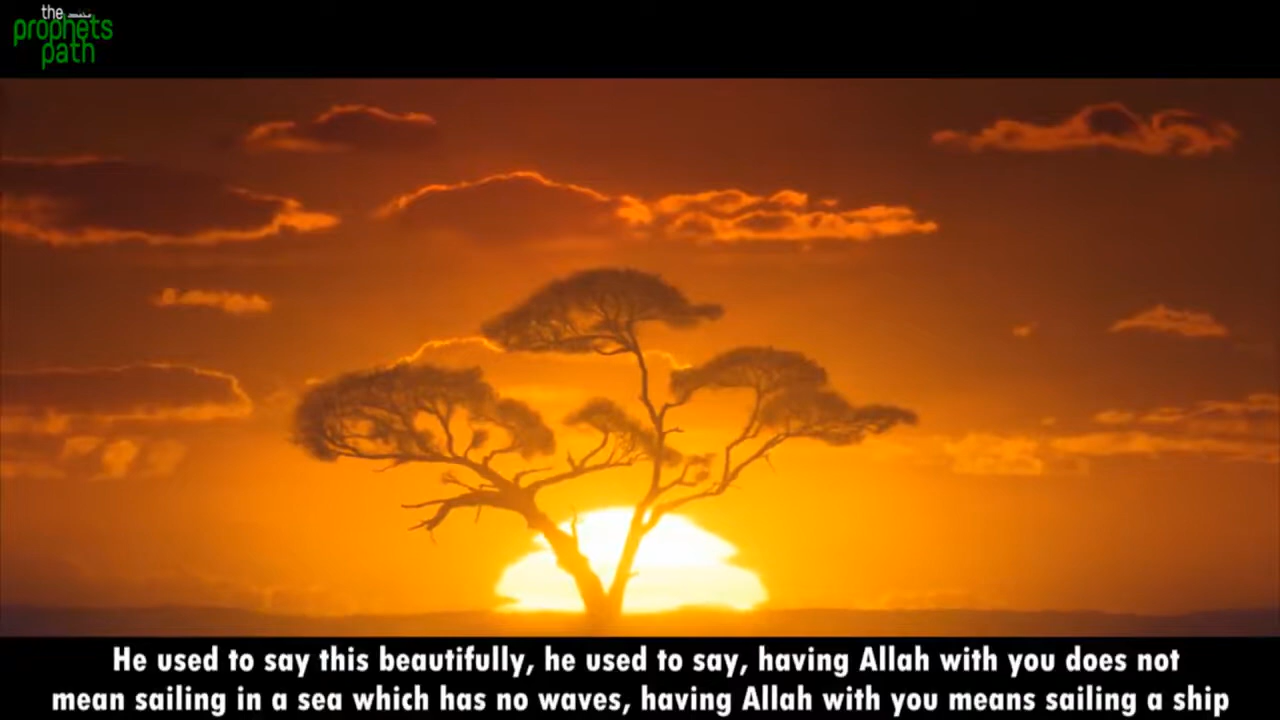 the
prophets
path
He used to say this beautifully, he used to say, having Allah with you does not
mean sailing in a sea which has no waves, having Allah with you means sailing a ship